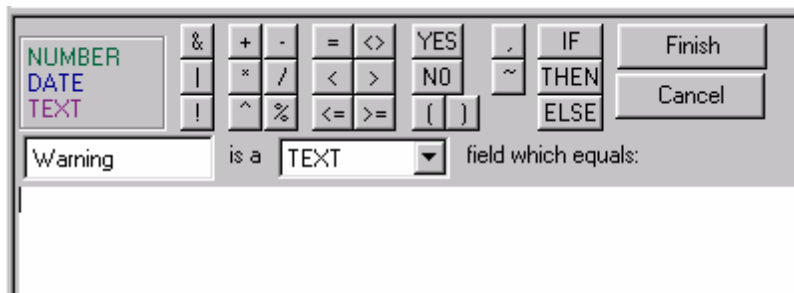 & + - = <> YES , IF Finish
NUMBER
DATE
TEXT
| * / < > NO ~ THEN Cancel
! ^ % <= >= ( ) ELSE
Warning is a TEXT field which equals: